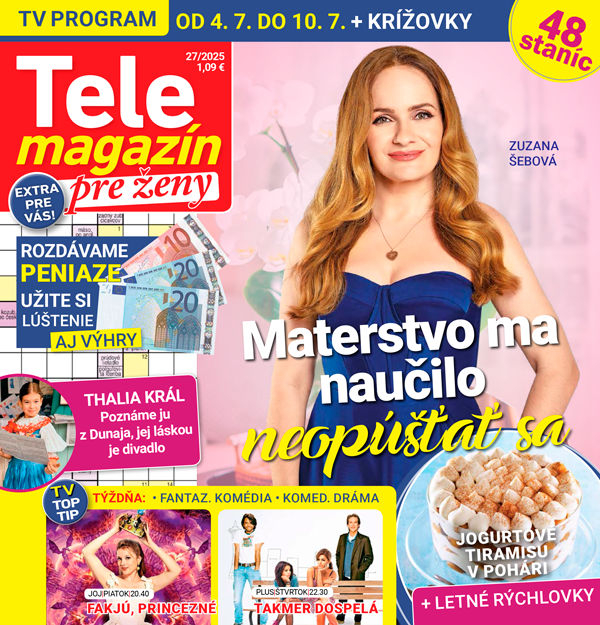 TV PROGRAM OD 4. 7. DO 10. 7. + KRÍŽOVKY
48
staníc
27/2025
1,09 €
Tele
magazín
pre ženy
EXTRA
PRE
VÁS!
ZUZANA
ŠEBOVÁ
ROZDÁVAME
PENIAZE
UŽITE SI
LÚŠTENIE
AJ VÝHRY
10
20
20
Materstvo ma
naučilo
neopúšťať sa
THALIA KRÁL
Poznáme ju
z Dunaja, jej láskou
je divadlo
TV
TOP
TIP
TÝŽDŇA: • FANTAZ. KOMÉDIA • KOMED. DRÁMA
JOJ|PIATOK|20.40
FAKJÚ, PRINCEZNÉ
PLUS|ŠTVRTOK|22.30
TAKMER DOSPELÁ
JOGURTOVÉ
TIRAMISU
V POHÁRI
+ LETNÉ RÝCHLOVKY